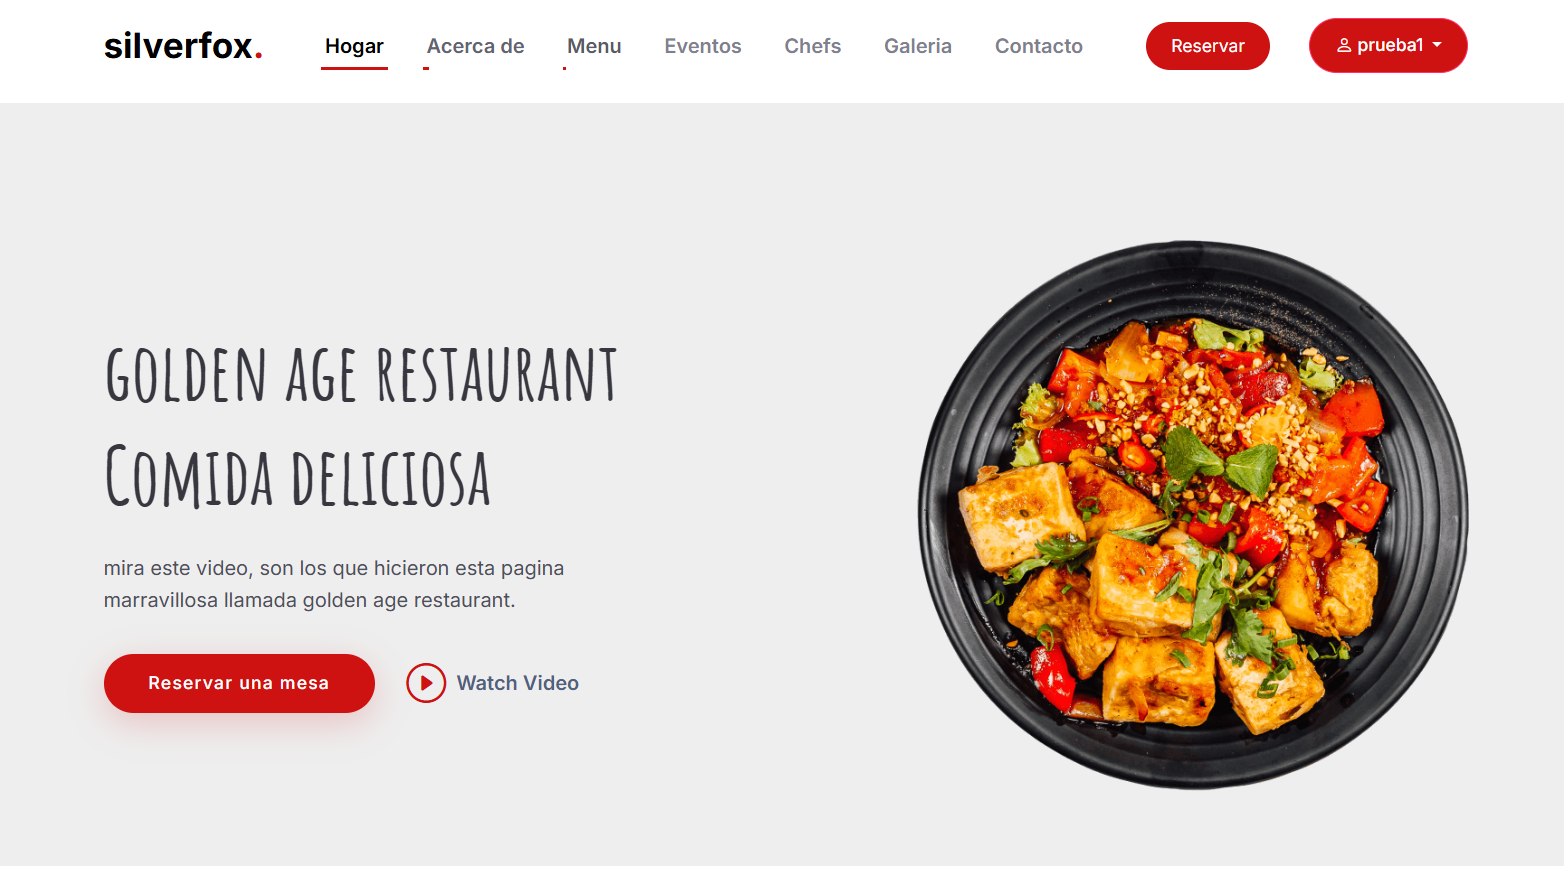 silverfox.
Hogar
Acerca de
Menu
Eventos
Chefs
Galeria
Contacto
Reservar
prueba1
GOLDEN AGE RESTAURANT
COMIDA DELICIOSA
mira este video, son los que hicieron esta pagina
marravillosa llamada golden age restaurant.
Reservar una mesa
Watch Video